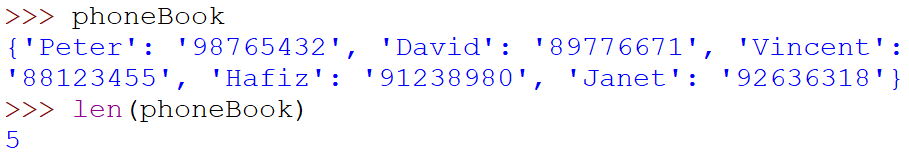 >>> phoneBook
{'Peter': '98765432', 'David': '89776671', 'Vincent':
'88123455', 'Hafiz': '91238980', 'Janet': '92636318'}
>>> len(phoneBook)
5